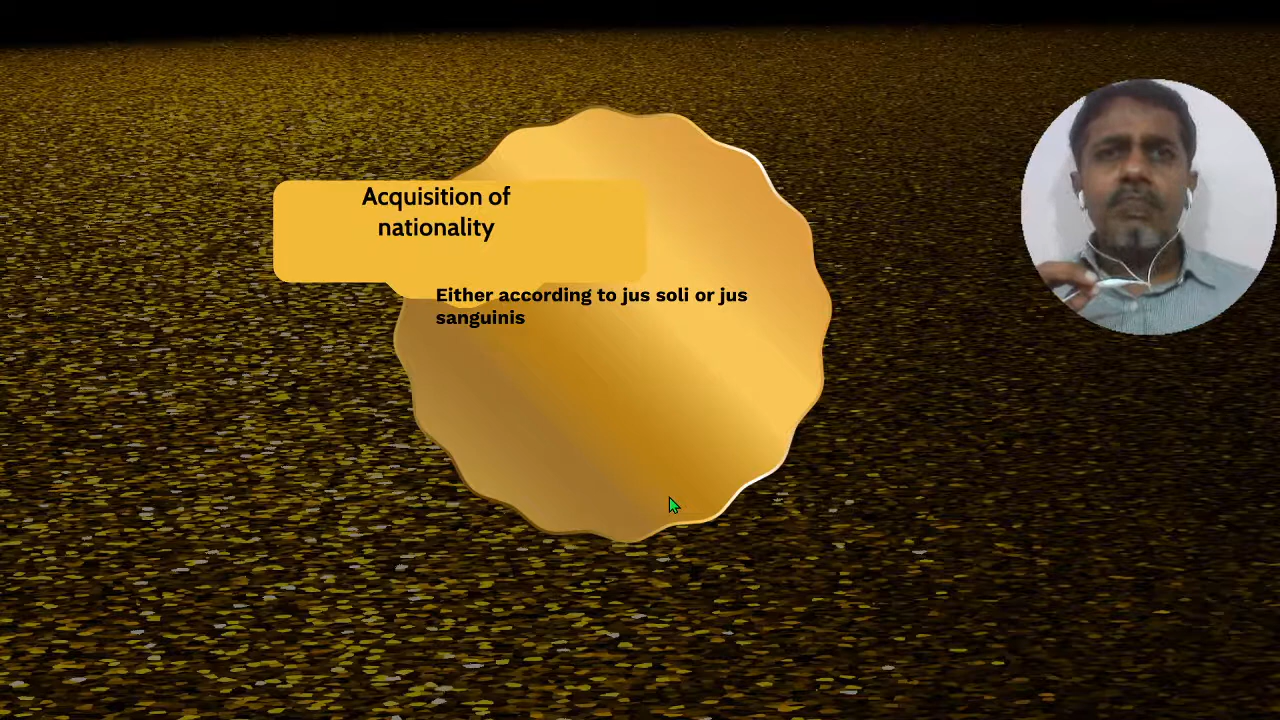 Acquisition of
nationality
Either according to jus soli or jus
sanguinis